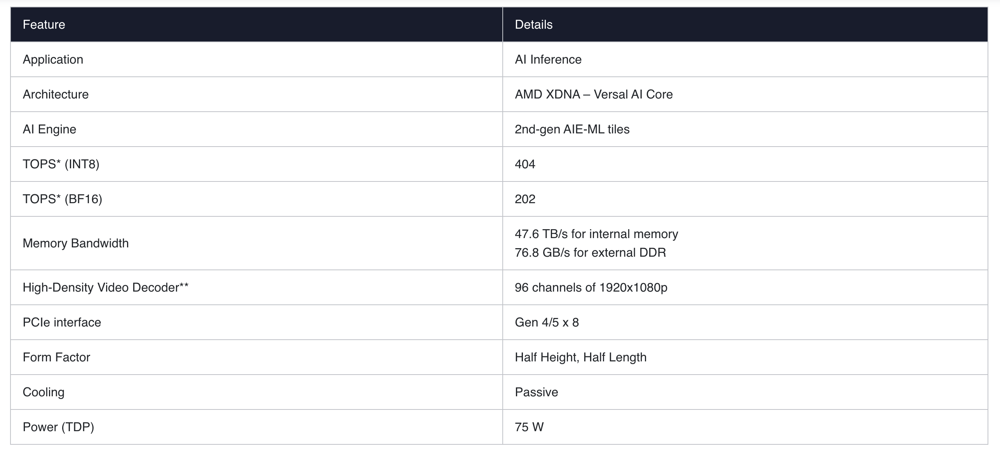 Feature
Details
Application
AI Inference
Architecture
AMD XDNA – Versal AI Core
AI Engine
2nd-gen AIE-ML tiles
TOPS* (INT8)
404
TOPS* (BF16)
202
Memory Bandwidth
47.6 TB/s for internal memory
76.8 GB/s for external DDR
High-Density Video Decoder**
96 channels of 1920x1080p
PCIe interface
Gen 4/5 x 8
Form Factor
Half Height, Half Length
Cooling
Passive
Power (TDP)
75 W